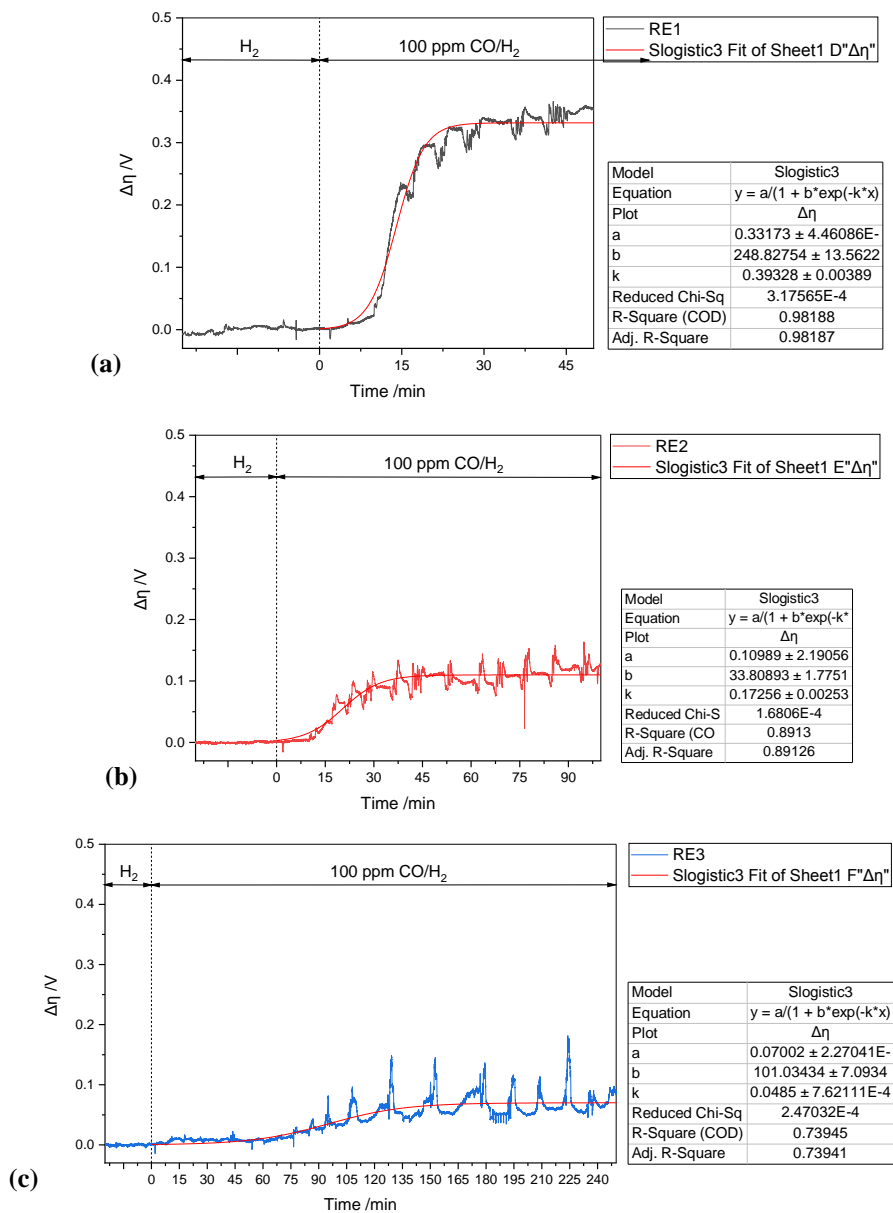 0.5
H2
100 ppm CO/H2
RE1
Slogistic3 Fit of Sheet1 D"Δη"
0.4
0.3
0.2
0.1
0.0
Δη /V
0 15 30 45
Time /min
Model Slogistic3
Equation y = a/(1 + b*exp(-k*x)
Plot Δη
a 0.33173 ± 4.46086E-
b 248.82754 ± 13.5622
k 0.39328 ± 0.00389
Reduced Chi-Sq 3.17565E-4
R-Square (COD) 0.98188
Adj. R-Square 0.98187
(a)
0.5
H2
100 ppm CO/H2
RE2
Slogistic3 Fit of Sheet1 E"Δη"
0.4
0.3
0.2
0.1
0.0
Δη /V
0 15 30 45 60 75 90
Time /min
Model Slogistic3
Equation y = a/(1 + b*exp(-k*
Plot Δη
a 0.10989 ± 2.19056
b 33.80893 ± 1.7751
k 0.17256 ± 0.00253
Reduced Chi-S 1.6806E-4
R-Square (CO 0.8913
Adj. R-Square 0.89126
(b)
0.5
H2
100 ppm CO/H2
RE3
Slogistic3 Fit of Sheet1 F"Δη"
0.4
0.3
0.2
0.1
0.0
Δη /V
0 15 30 45 60 75 90 105 120 135 150 165 180 195 210 225 240
Time /min
Model Slogistic3
Equation y = a/(1 + b*exp(-k*x)
Plot Δη
a 0.07002 ± 2.27041E-
b 101.03434 ± 7.0934
k 0.0485 ± 7.62111E-4
Reduced Chi-Sq 2.47032E-4
R-Square (COD) 0.73945
Adj. R-Square 0.73941
(c)